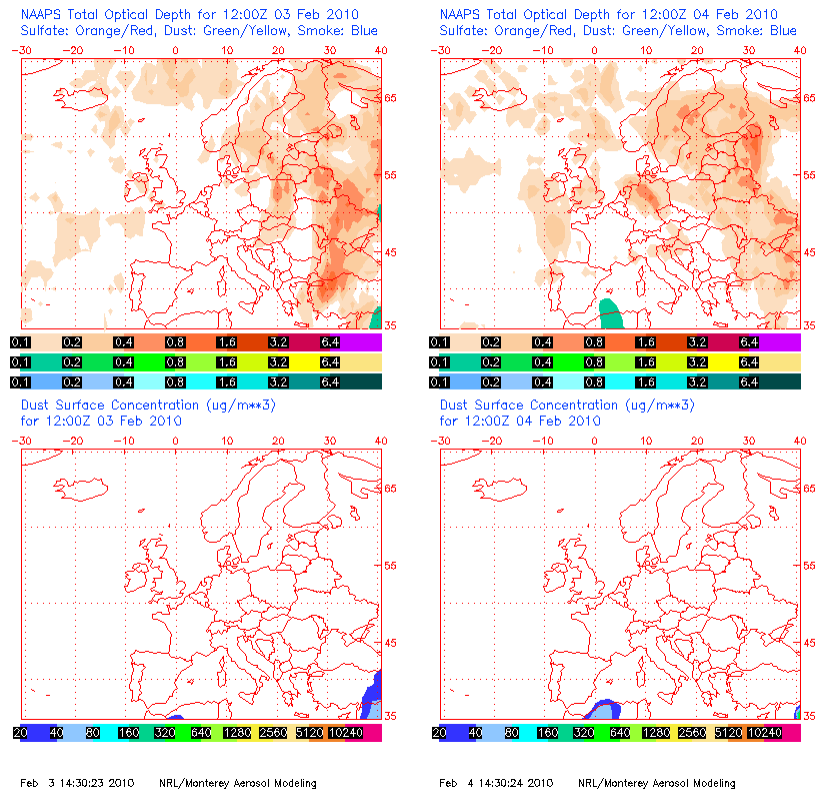 NAAPS Total Optical Depth for 12:00Z 03 Feb 2010
Sulfate: Orange/Red, Dust: Green/Yellow, Smoke: Blue
-30 -20 -10 0 10 20 30 40
65
55
45
35
0.1 0.2 0.4 0.8 1.6 3.2 6.4
0.1 0.2 0.4 0.8 1.6 3.2 6.4
0.1 0.2 0.4 0.8 1.6 3.2 6.4
NAAPS Total Optical Depth for 12:00Z 04 Feb 2010
Sulfate: Orange/Red, Dust: Green/Yellow, Smoke: Blue
-30 -20 -10 0 10 20 30 40
65
55
45
35
0.1 0.2 0.4 0.8 1.6 3.2 6.4
0.1 0.2 0.4 0.8 1.6 3.2 6.4
0.1 0.2 0.4 0.8 1.6 3.2 6.4
Dust Surface Concentration (ug/m**3)
for 12:00Z 03 Feb 2010
-30 -20 -10 0 10 20 30 40
65
55
45
35
20 40 80 160 320 640 1280 2560 5120 10240
Feb 3 14:30:23 2010 NRL/Monterey Aerosol Modeling
Dust Surface Concentration (ug/m**3)
for 12:00Z 04 Feb 2010
-30 -20 -10 0 10 20 30 40
65
55
45
35
20 40 80 160 320 640 1280 2560 5120 10240
Feb 4 14:30:24 2010 NRL/Monterey Aerosol Modeling